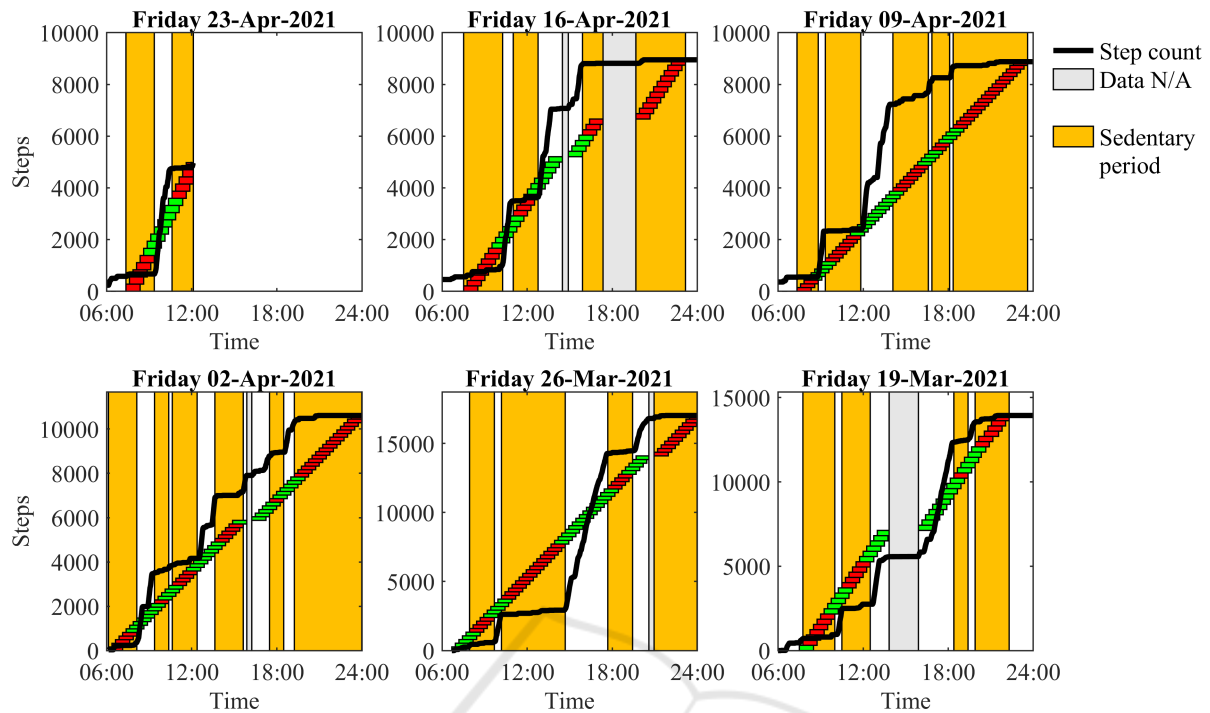 Friday 23-Apr-2021
Friday 16-Apr-2021
Friday 09-Apr-2021
10000
8000
6000
4000
2000
0
Steps
06:00 12:00 18:00 24:00
Time
10000
8000
6000
4000
2000
0
06:00 12:00 18:00 24:00
Time
10000
8000
6000
4000
2000
0
06:00 12:00 18:00 24:00
Time
Step count
Data N/A
Sedentary
period
Friday 02-Apr-2021
Friday 26-Mar-2021
Friday 19-Mar-2021
10000
8000
6000
4000
2000
0
Steps
06:00 12:00 18:00 24:00
Time
15000
10000
5000
0
06:00 12:00 18:00 24:00
Time
15000
10000
5000
0
06:00 12:00 18:00 24:00
Time